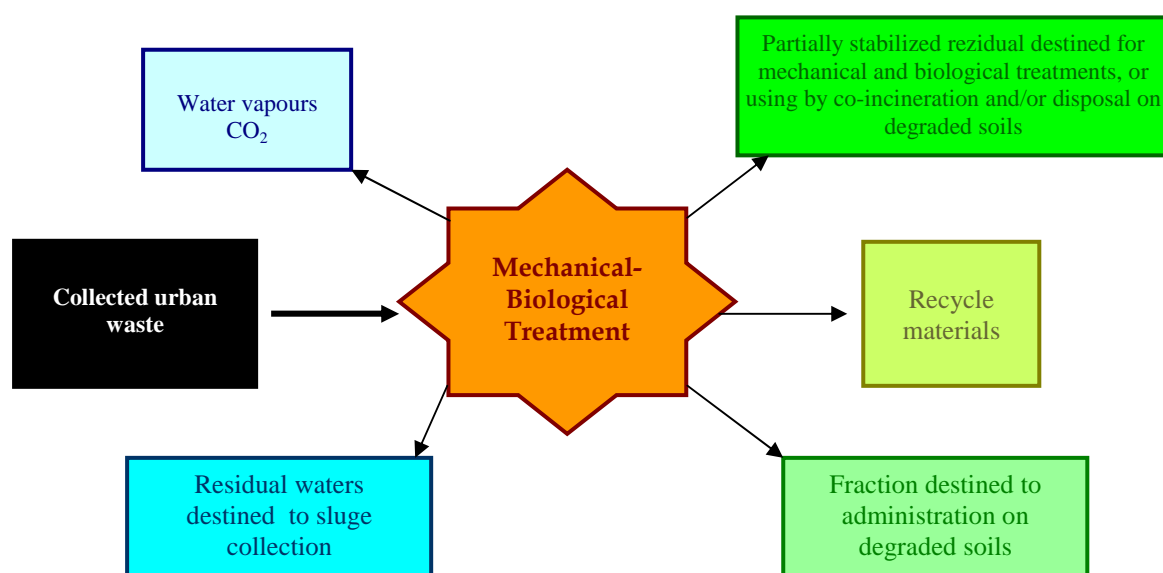 Water vapours
CO₂
Partially stabilized rezidual destined for
mechanical and biological treatments, or
using by co-incineration and/or disposal on
degraded soils
Collected urban
waste
Mechanical-
Biological
Treatment
Recycle
materials
Residual waters
destined to sluge
collection
Fraction destined to
administration on
degraded soils